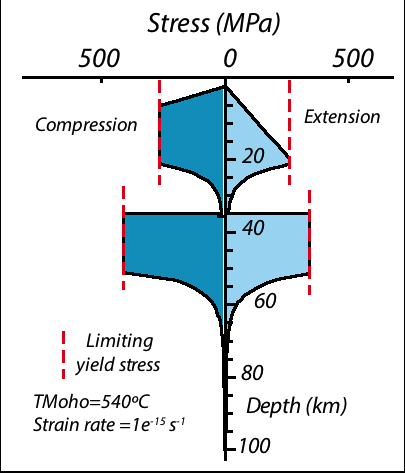 Stress (MPa)
500 0 500
Compression
Extension
20
40
60
Limiting
yield stress
80
TMoho=540ºC
Depth (km)
Strain rate =1e⁻¹⁵ s⁻¹
100